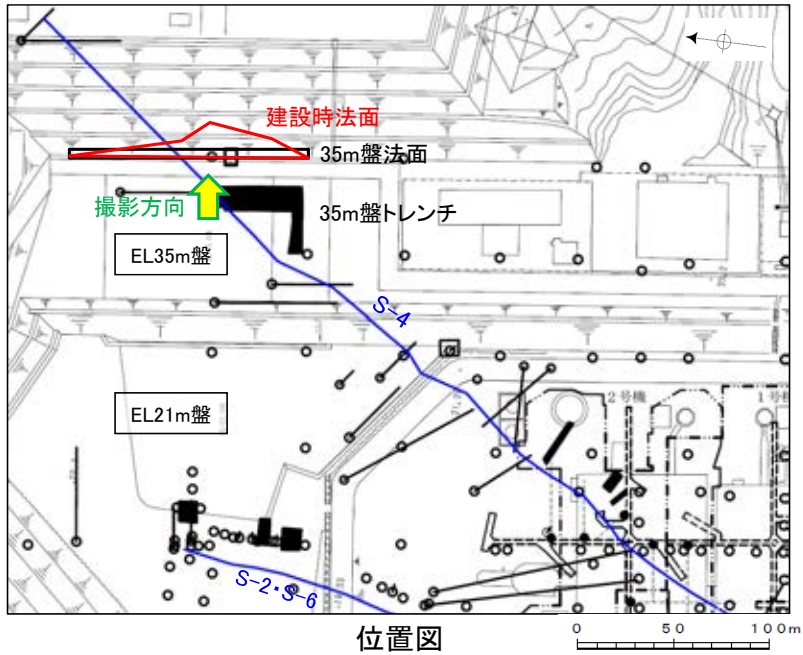 建設時法面
35m盤法面
撮影方向
35m盤トレンチ
EL35m盤
S-4
EL21m盤
2号機
1号機
S-2・S-6
位置図
0 50 100m